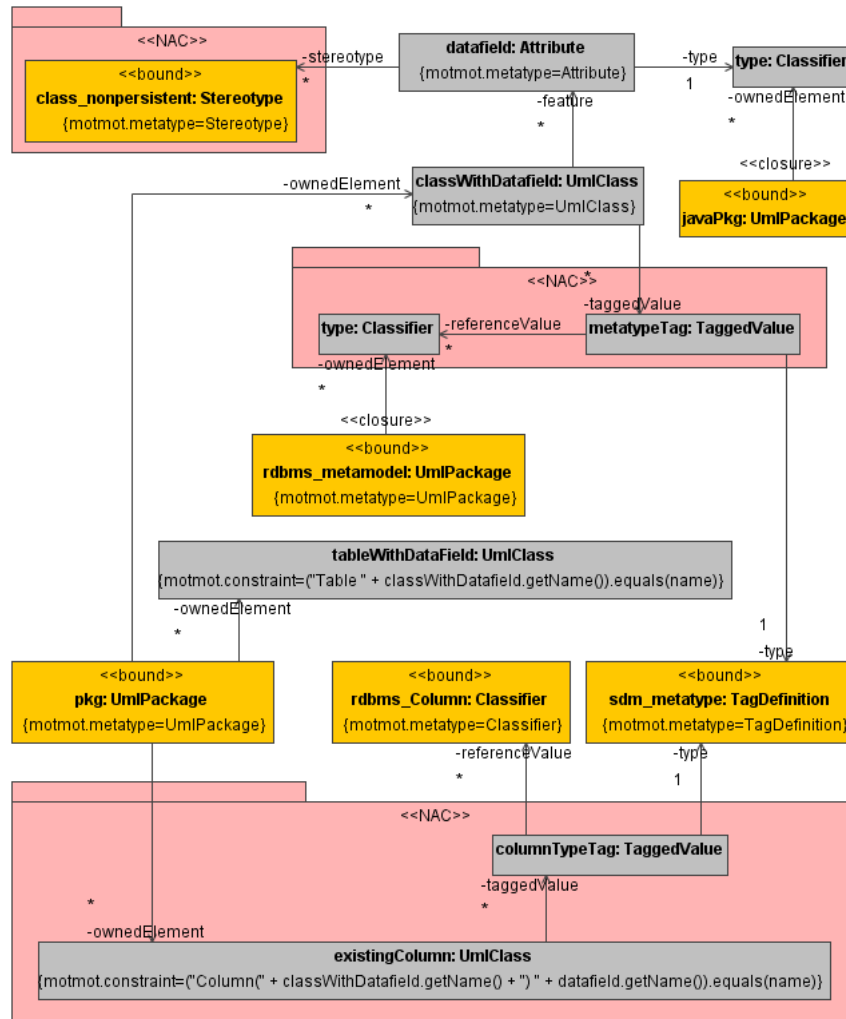 <<NAC>>
<<bound>>
class_nonpersistent: Stereotype
{motmot.metatype=Stereotype}
-stereotype
*
datafield: Attribute
{motmot.metatype=Attribute}
-type
1
type: Classifier
-feature
*
-ownedElement
*
<<closure>>
<<bound>>
javaPkg: UmlPackage
-ownedElement
*
classWithDatafield: UmlClass
{motmot.metatype=UmlClass}
<<NAC>>
*
-taggedValue
type: Classifier
-referenceValue
*
metatypeTag: TaggedValue
-ownedElement
*
<<closure>>
<<bound>>
rdbms_metamodel: UmlPackage
{motmot.metatype=UmlPackage}
tableWithDataField: UmlClass
{motmot.constraint=("Table " + classWithDatafield.getName()).equals(name)}
-ownedElement
*
1
-type
<<bound>>
pkg: UmlPackage
{motmot.metatype=UmlPackage}
<<bound>>
rdbms_Column: Classifier
{motmot.metatype=Classifier}
<<bound>>
sdm_metatype: TagDefinition
{motmot.metatype=TagDefinition}
-referenceValue
*
-type
1
<<NAC>>
columnTypeTag: TaggedValue
-taggedValue
*
*
-ownedElement
existingColumn: UmlClass
{motmot.constraint=("Column(" + classWithDatafield.getName() + ") " + datafield.getName()).equals(name)}